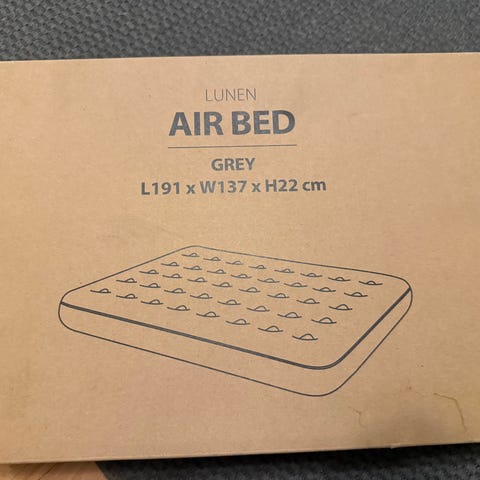 LUNEN
AIR BED
GREY
L191 x W137 x H22 cm